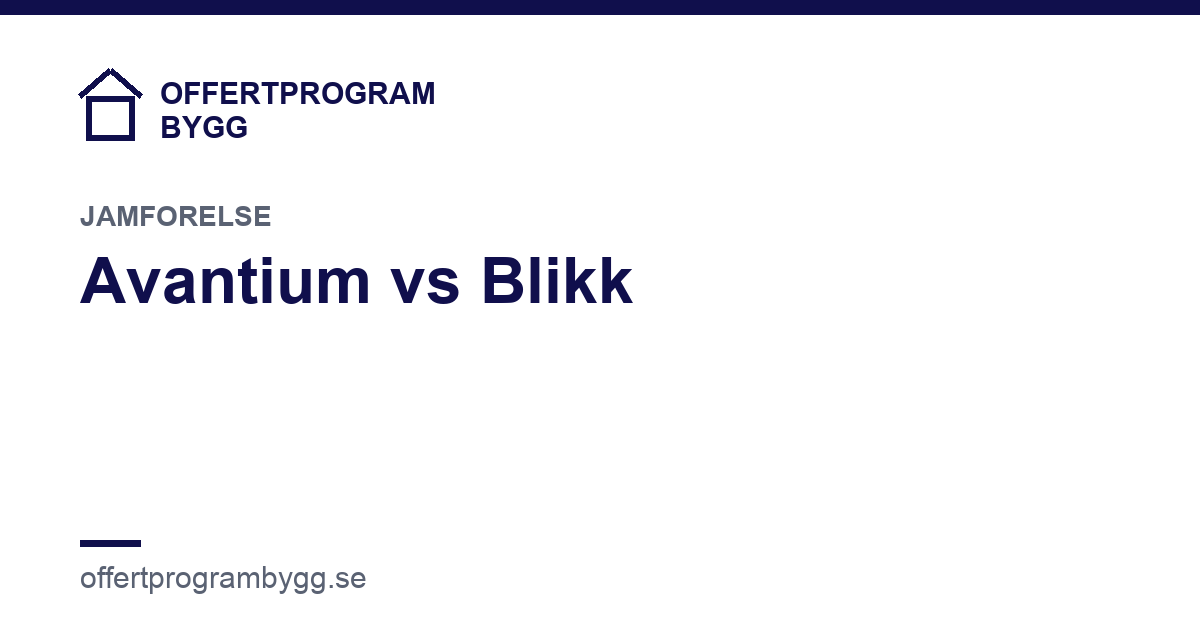 OFFERTPROGRAM
BYGG
JAMFORELSE
Avantium vs Blikk
offertprogrambygg.se